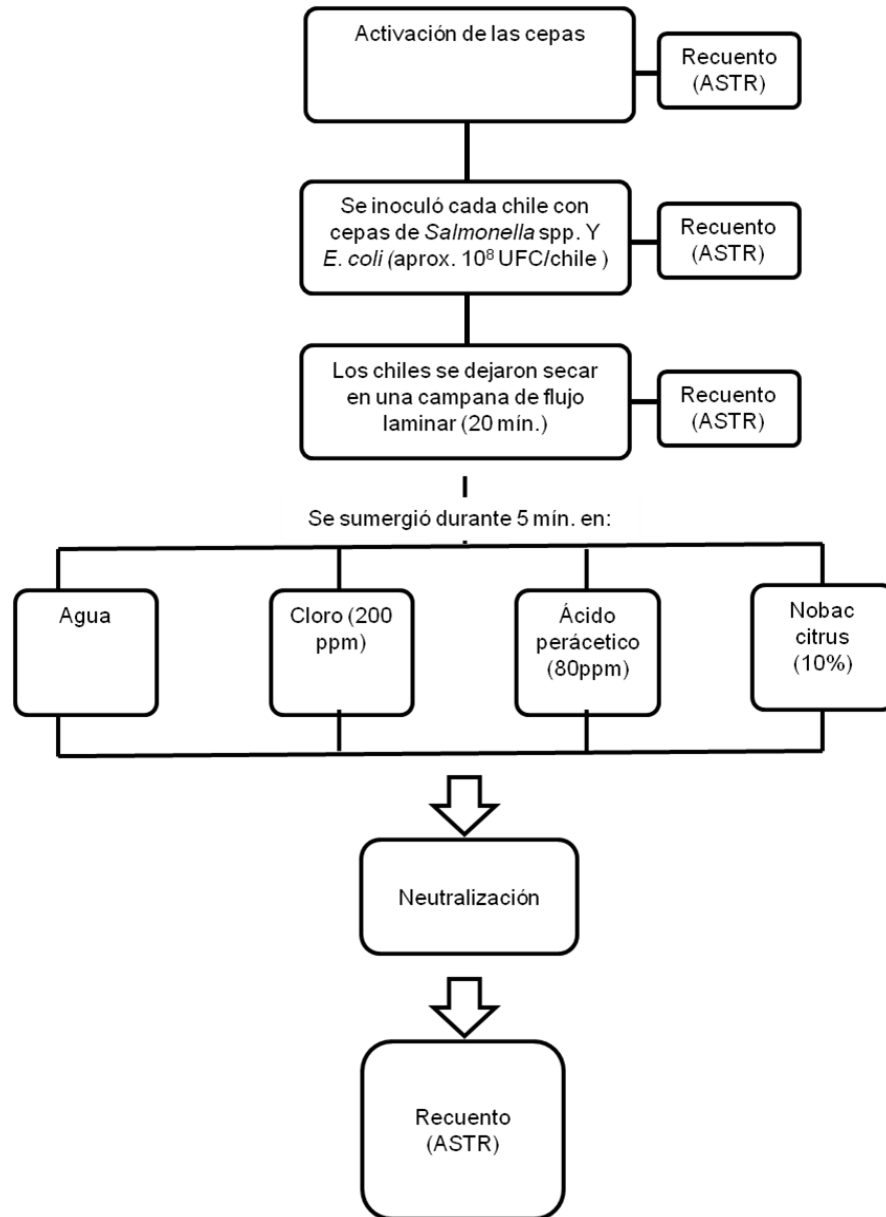 Activación de las cepas
Recuento
(ASTR)
Se inoculó cada chile con
cepas de Salmonella spp. Y
E. coli (aprox. 10⁸ UFC/chile )
Recuento
(ASTR)
Los chiles se dejaron secar
en una campana de flujo
laminar (20 mín.)
Recuento
(ASTR)
Se sumergió durante 5 mín. en:
Agua
Cloro (200
ppm)
Ácido
perácetico
(80ppm)
Nobac
citrus
(10%)
Neutralización
Recuento
(ASTR)